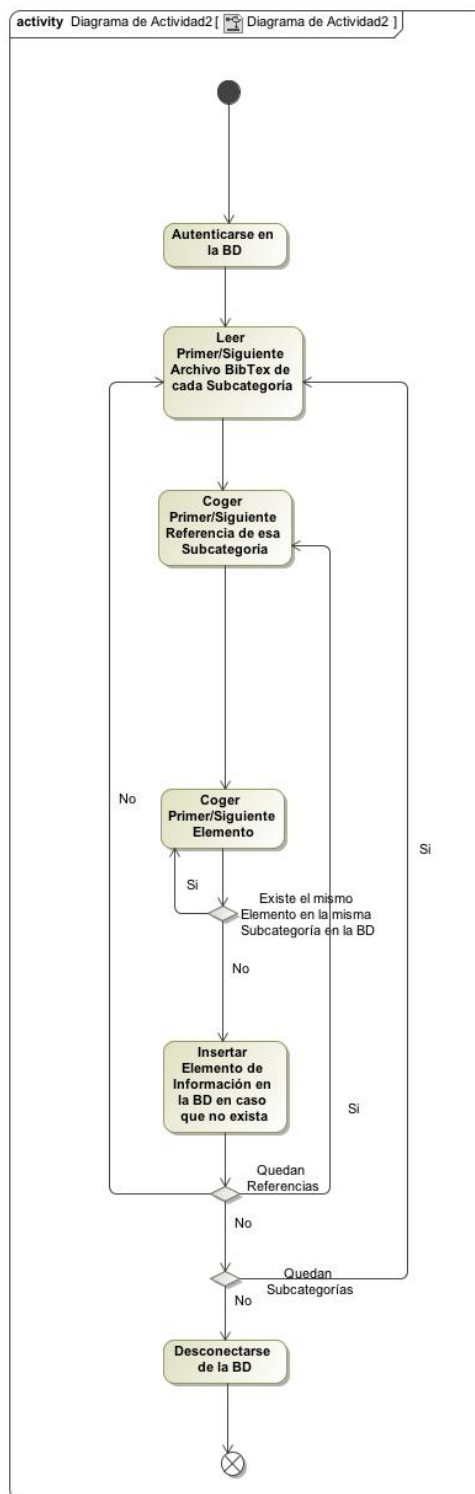 activity Diagrama de Actividad2 [ Diagrama de Actividad2 ]
Autenticarse en
la BD
Leer
Primer/Siguiente
Archivo BibTex de
cada Subcategoría
Coger
Primer/Siguiente
Referencia de esa
Subcategoría
Coger
Primer/Siguiente
Elemento
No
Si
Si
Existe el mismo
Elemento en la misma
Subcategoría en la BD
No
Insertar
Elemento de
Información en
la BD en caso
que no exista
Si
Quedan
Referencias
No
Quedan
Subcategorías
No
Desconectarse
de la BD